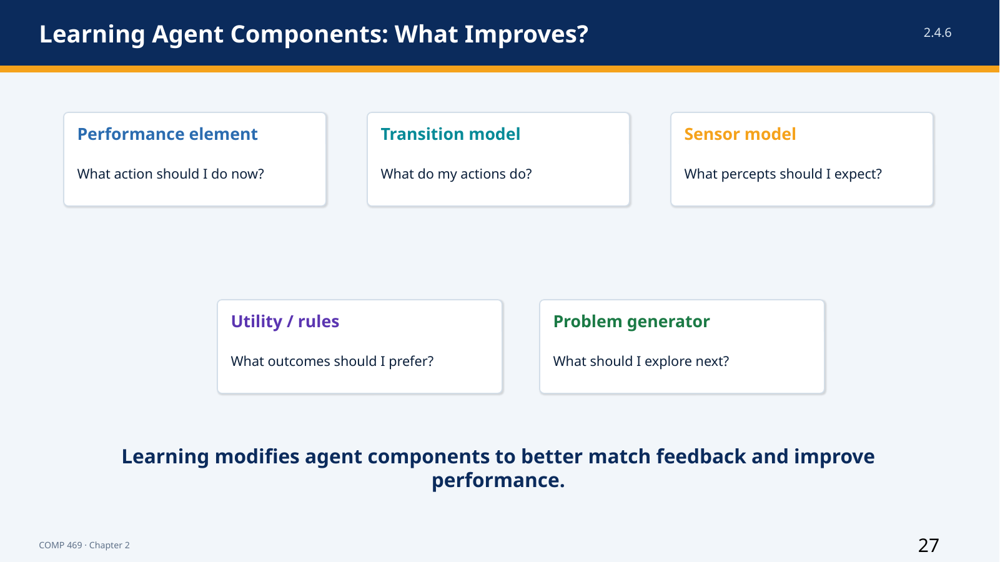 Learning Agent Components: What Improves?
2.4.6
Performance element
What action should I do now?
Transition model
What do my actions do?
Sensor model
What percepts should I expect?
Utility / rules
What outcomes should I prefer?
Problem generator
What should I explore next?
Learning modifies agent components to better match feedback and improve
performance.
COMP 469 · Chapter 2
27